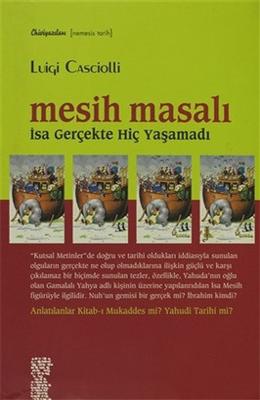 Chiviyazıları [nemesis tarih]
Luigi Casciolli
mesih masalı
İsa Gerçekte Hiç Yaşamadı
"Kutsal Metinler"de doğru ve tarihi oldukları iddiasıyla sunulan
olguların gerçekte ne olup olmadıklarına ilişkin güçlü ve karşı
çıkılamaz bir biçimde sunulan tezler, özellikle, Yahuda'nın oğlu
olan Gamalalı Yahya adlı kişinin üzerine yapılanrıdılan İsa Mesih
figürüyle ilgilidir. Nuh'un gemisi bir gerçek mi? İbrahim kimdi?
Anlatılanlar Kitab-ı Mukaddes mi? Yahudi Tarihi mi?